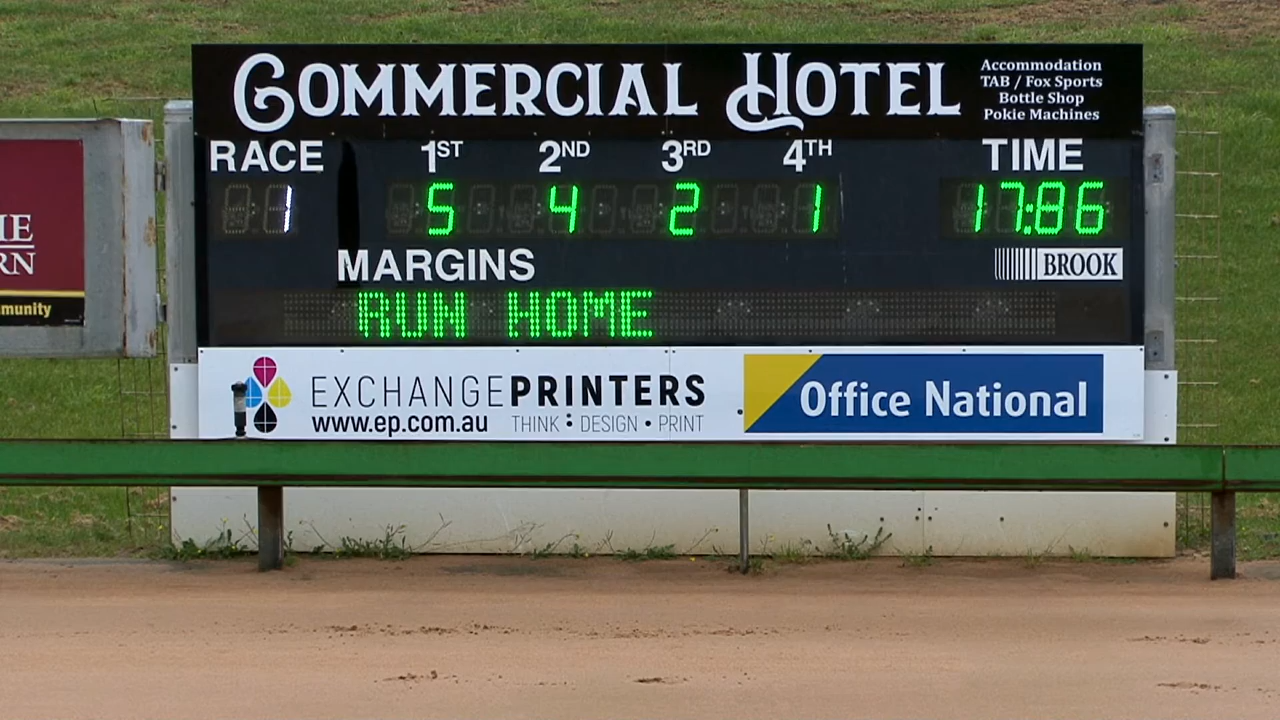 COMMERCIAL HOTEL
Accommodation
TAB / Fox Sports
Bottle Shop
Pokie Machines
RACE 1ST 2ND 3RD 4TH TIME
1 5 4 2 1 17:86
MARGINS
BROOK
RUN HOME
IE
RN
munity
EXCHANGEPRINTERS
www.ep.com.au THINK : DESIGN • PRINT
Office National